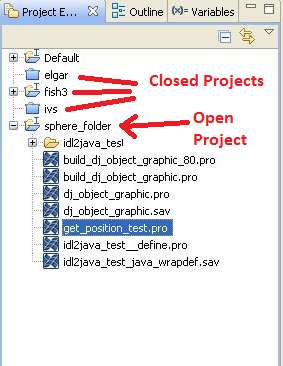 Project E... Outline Variables
Default
elgar
Closed Projects
fish3
ivs
sphere_folder
Open
Project
idl2java_test
build_dj_object_graphic_80.pro
build_dj_object_graphic.pro
dj_object_graphic.pro
dj_object_graphic.sav
get_position_test.pro
idl2java_test__define.pro
idl2java_test_java_wrapdef.sav